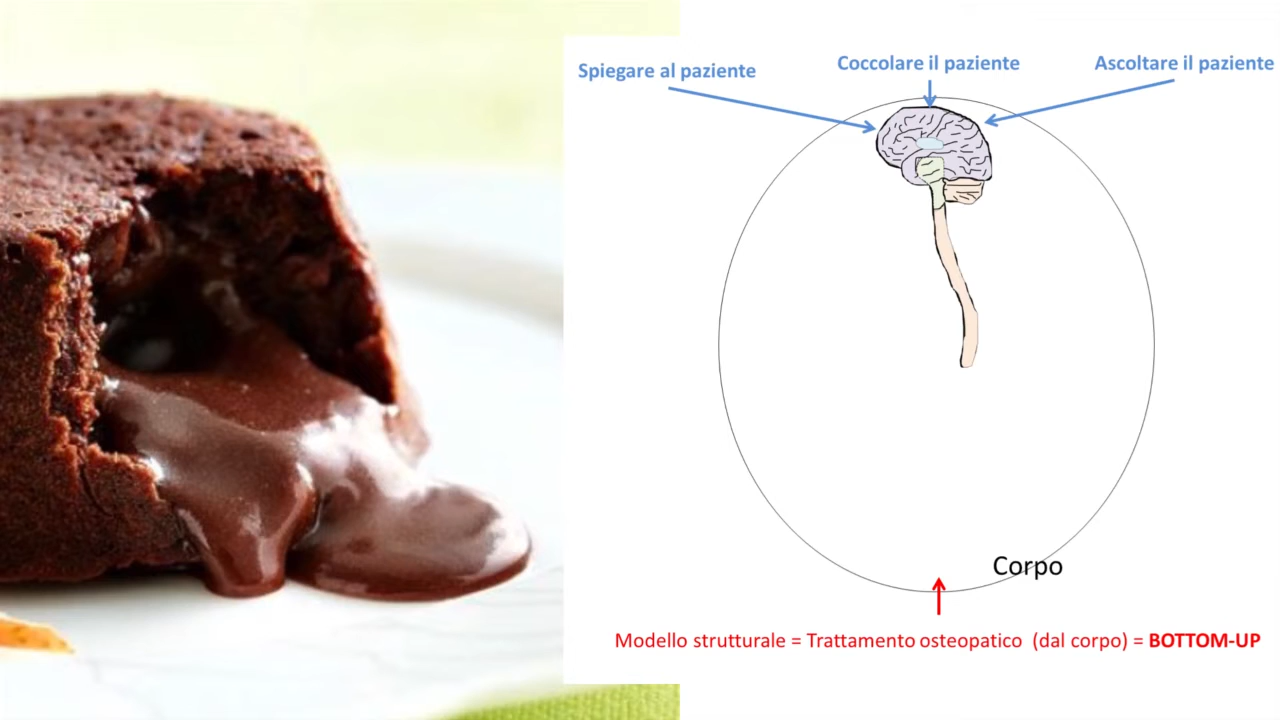 Spiegare al paziente
Coccolare il paziente
Ascoltare il paziente
Corpo
Modello strutturale = Trattamento osteopatico (dal corpo) = BOTTOM-UP